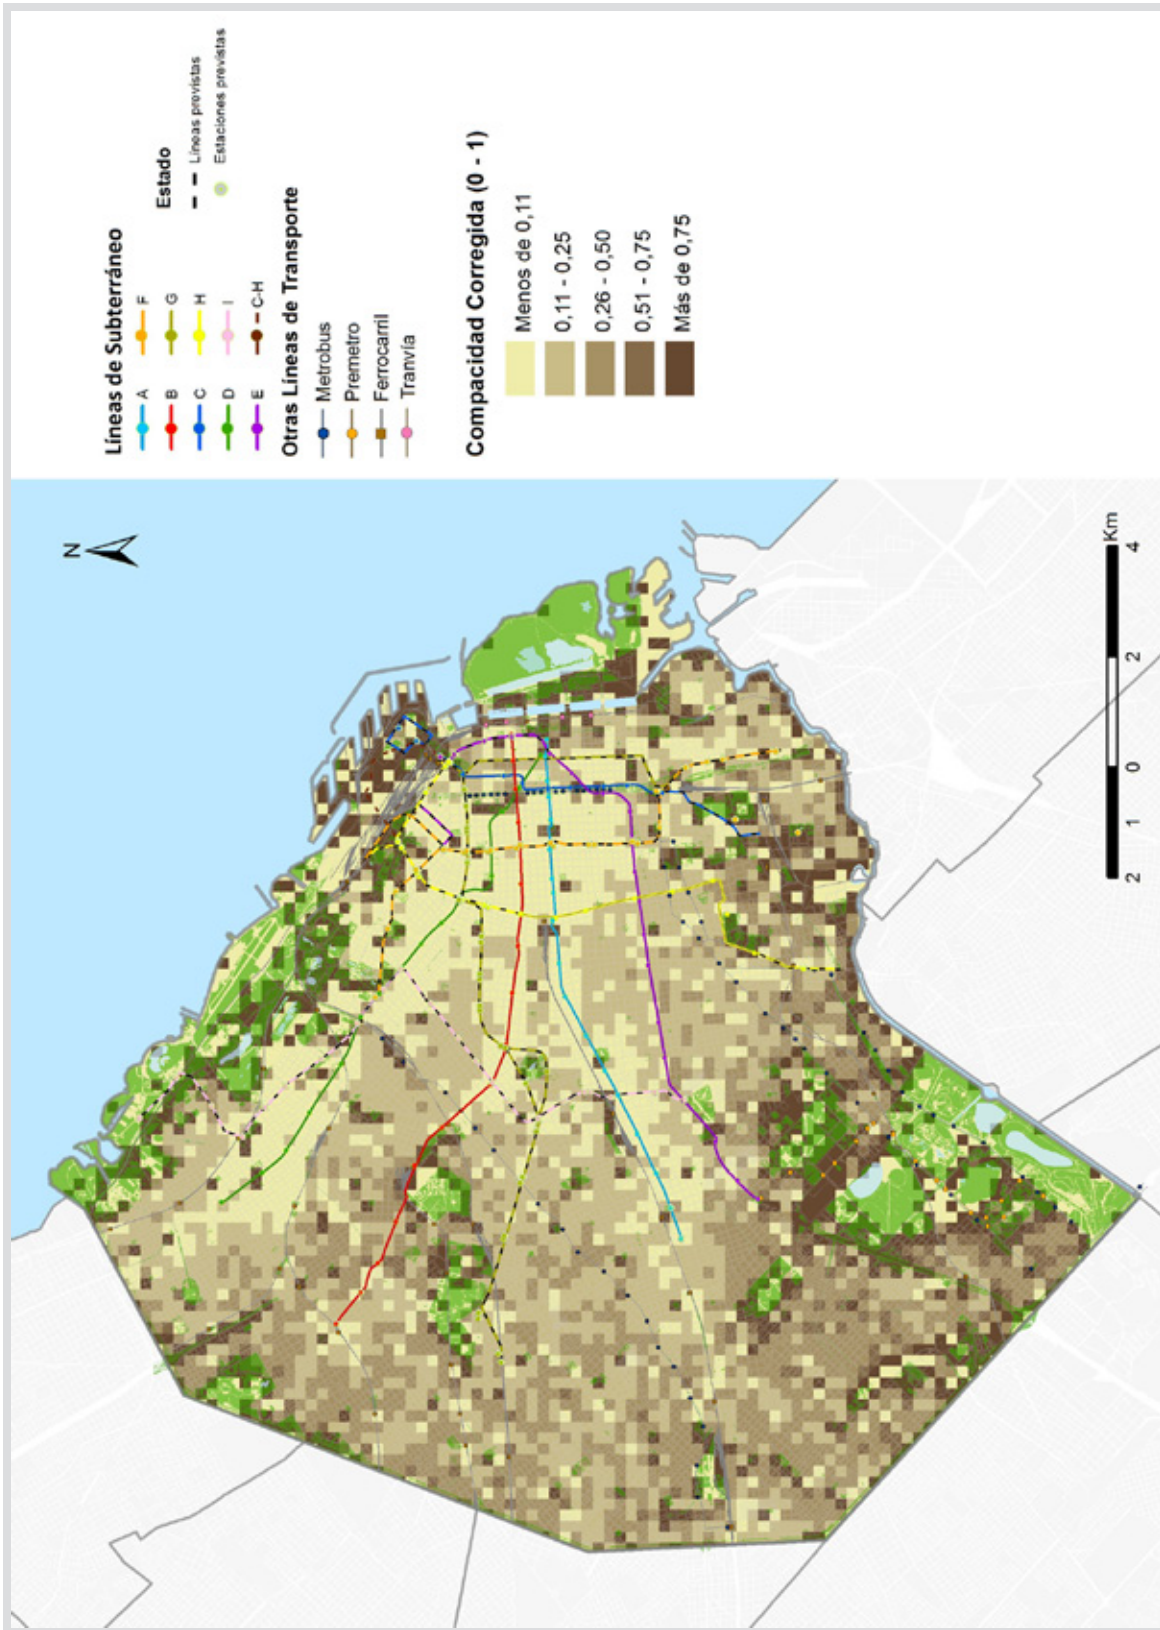 Líneas de Subterráneo
A
B
C
D
E
F
G
H
I
C-H
Estado
Líneas previstas
Estaciones previstas
Otras Líneas de Transporte
Metrobus
Premetro
Ferrocarril
Tranvía
Compacidad Corregida (0 - 1)
Menos de 0,11
0,11 - 0,25
0,26 - 0,50
0,51 - 0,75
Más de 0,75
N
2 1 0 2 4 Km